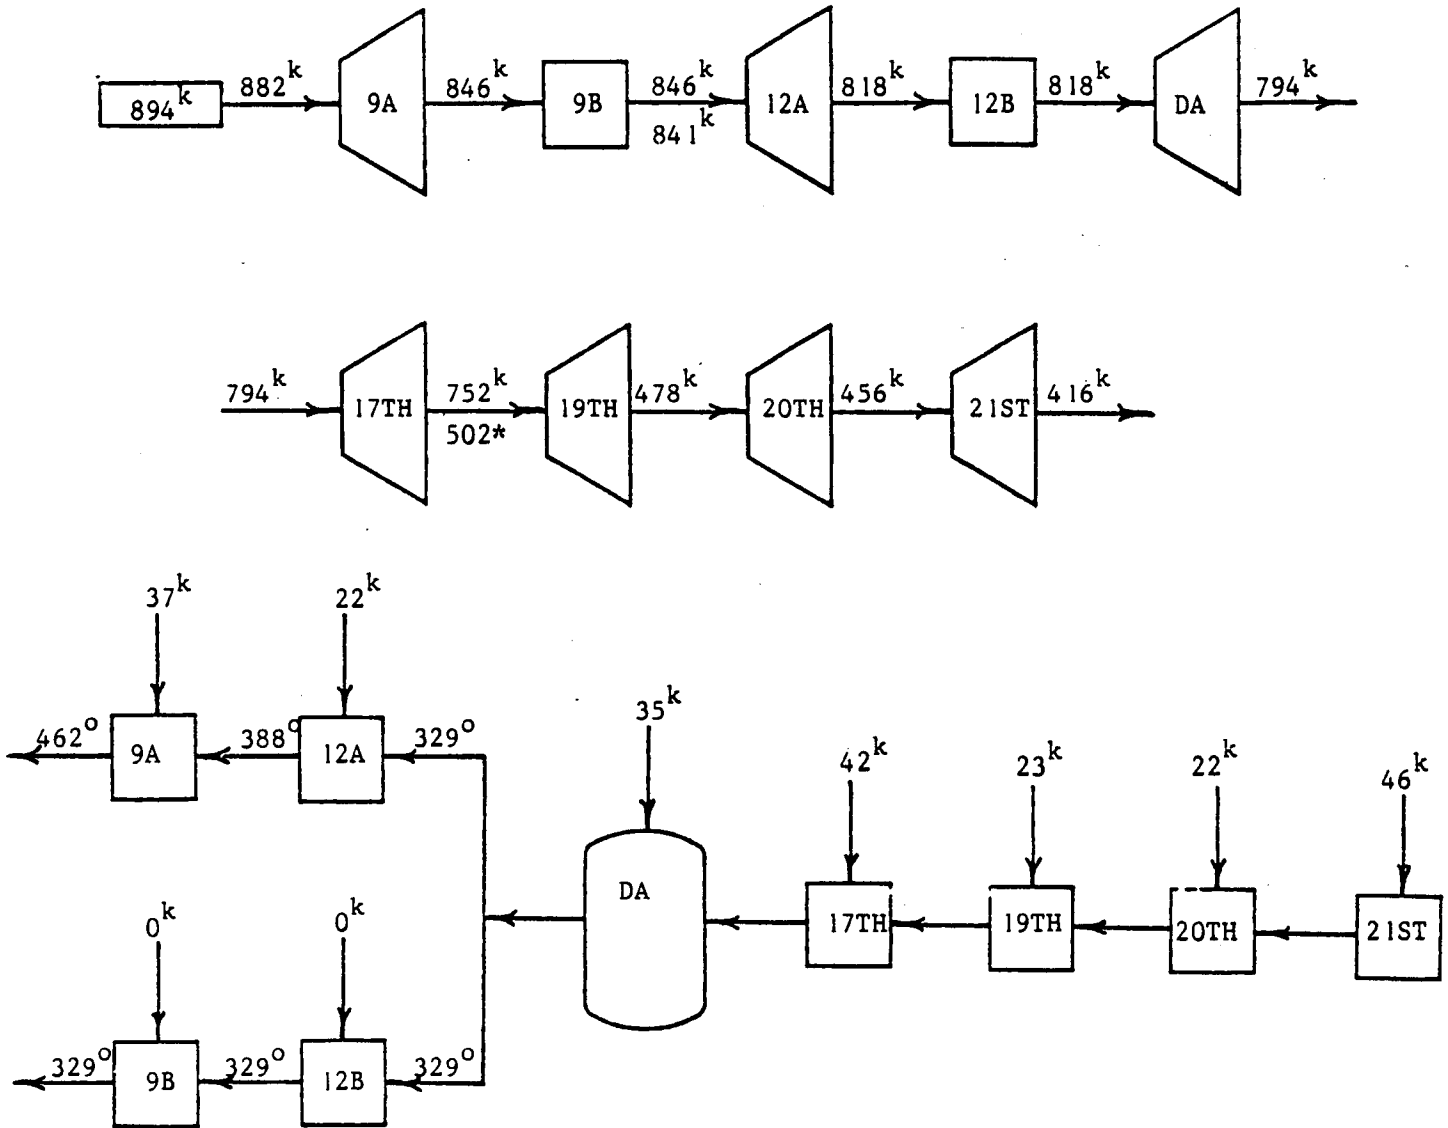 894k 882k 9A 846k 9B 846k 12A 818k 12B 818k DA 794k
841k
794k 17TH 752k 19TH 478k 20TH 456k 21ST 416k
502*
37k 22k
462° 9A 388° 12A 329°
35k
42k 23k 22k 46k
DA 17TH 19TH 20TH 21ST
0k 0k
329° 9B 329° 12B 329°